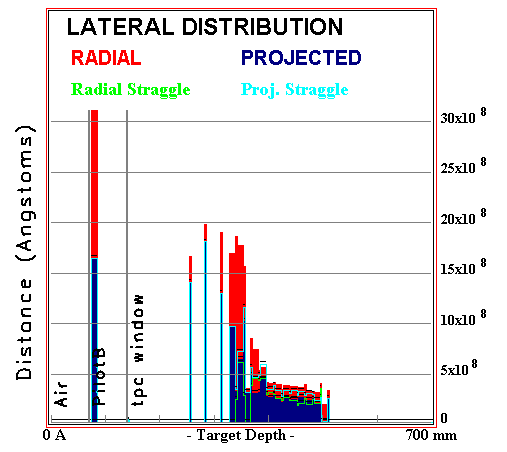 LATERAL DISTRIBUTION
RADIAL PROJECTED
Radial Straggle Proj. Straggle
30x10 8
25x10 8
20x10 8
15x10 8
10x10 8
5x10 8
0
Distance (Angstoms)
Air
PilotB
tpc window
0 A - Target Depth - 700 mm